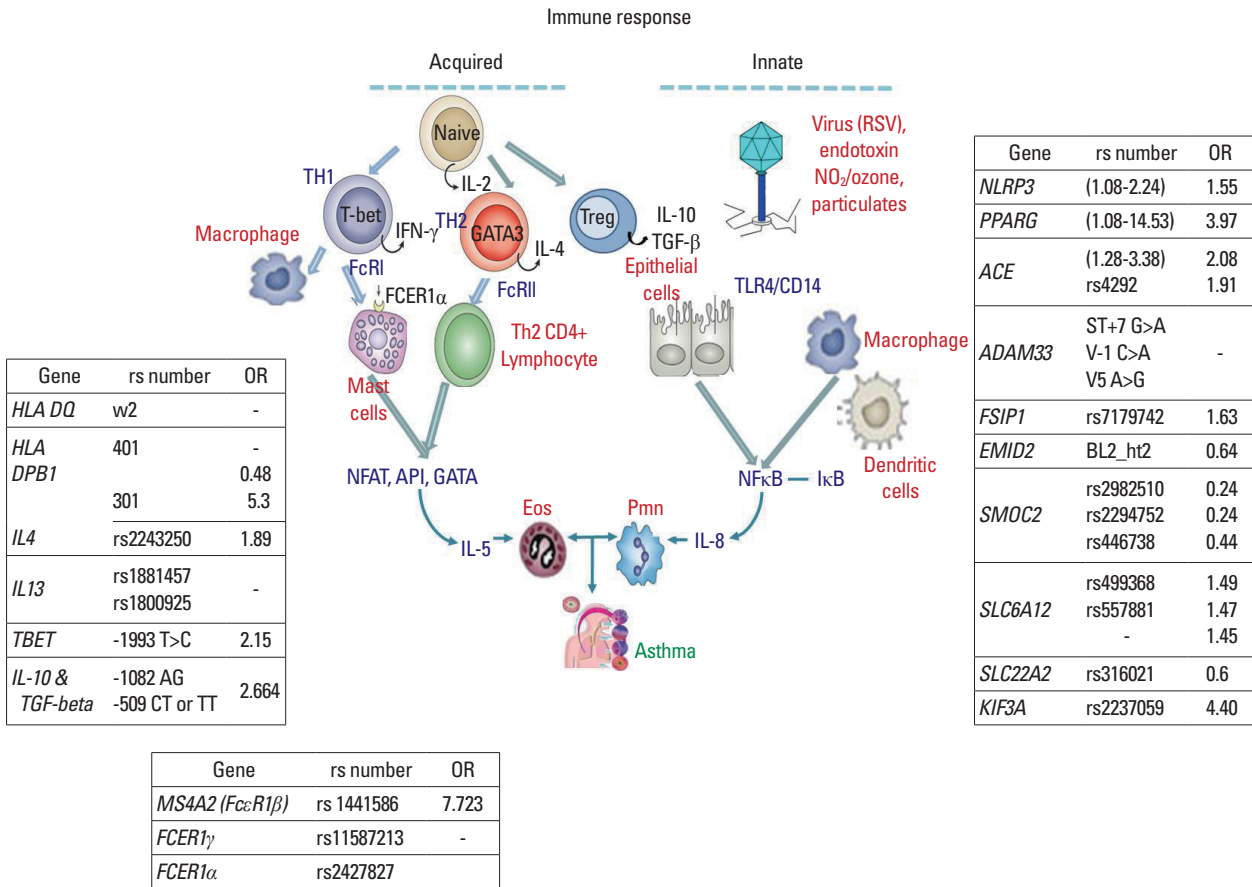 Immune response
Acquired
Innate
Naive
IL-2
TH1
T-bet
IFN-γ
TH2
GATA3
IL-4
Treg
IL-10
TGF-β
Virus (RSV),
endotoxin
NO₂/ozone,
particulates
Macrophage
FcRI
FCER1α
FcRII
Epithelial
cells
TLR4/CD14
Th2 CD4+
Lymphocyte
Macrophage
Mast
cells
Dendritic
cells
NFAT, API, GATA
NFκB
IκB
Eos
Pmn
IL-5
IL-8
Asthma
Gene rs number OR
HLA DQ w2 -
HLA 401 -
DPB1 0.48
301 5.3
IL4 rs2243250 1.89
IL13 rs1881457 -
rs1800925
TBET -1993 T>C 2.15
IL-10 & -1082 AG 2.664
TGF-beta -509 CT or TT
Gene rs number OR
MS4A2 (FcεR1β) rs 1441586 7.723
FCER1γ rs11587213 -
FCER1α rs2427827
Gene rs number OR
NLRP3 (1.08-2.24) 1.55
PPARG (1.08-14.53) 3.97
ACE (1.28-3.38) 2.08
rs4292 1.91
ST+7 G>A
ADAM33 V-1 C>A -
V5 A>G
FSIP1 rs7179742 1.63
EMID2 BL2_ht2 0.64
rs2982510 0.24
SMOC2 rs2294752 0.24
rs446738 0.44
rs499368 1.49
SLC6A12 rs557881 1.47
- 1.45
SLC22A2 rs316021 0.6
KIF3A rs2237059 4.40